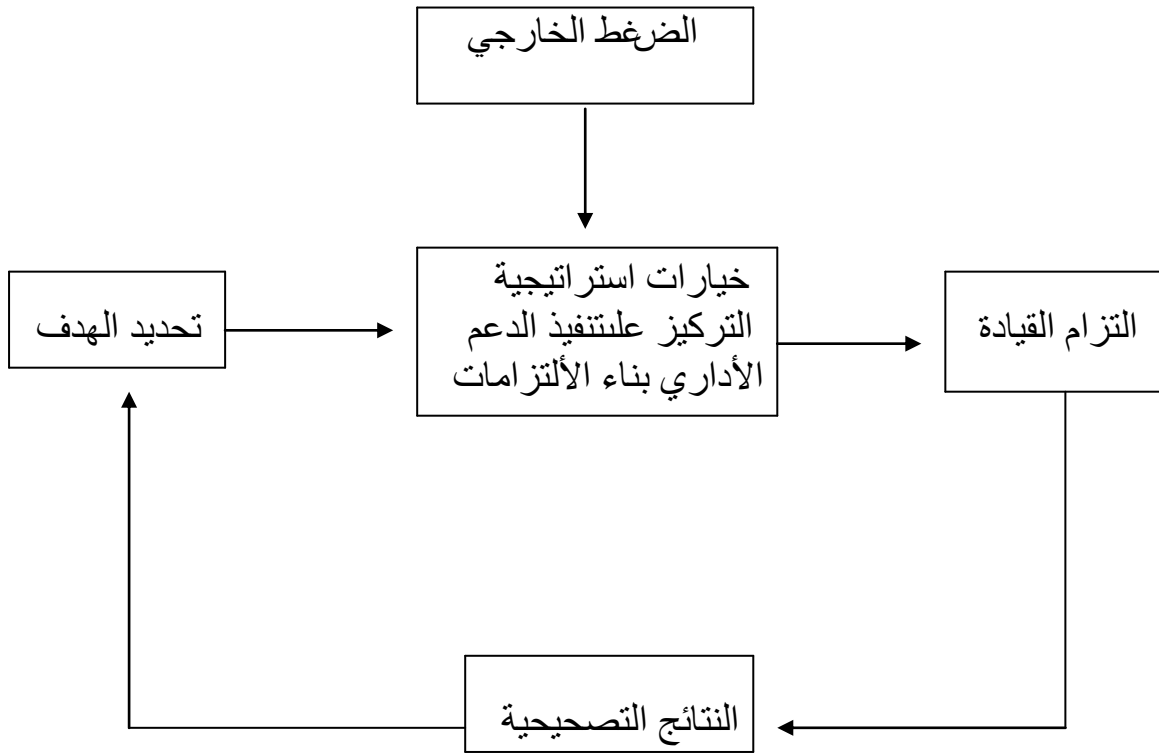 الضغط الخارجي
خيارات استراتيجية
التركيز علىتنفيذ الدعم
الأداري بناء الألتزامات
التزام القيادة
تحديد الهدف
النتائج التصحيحية